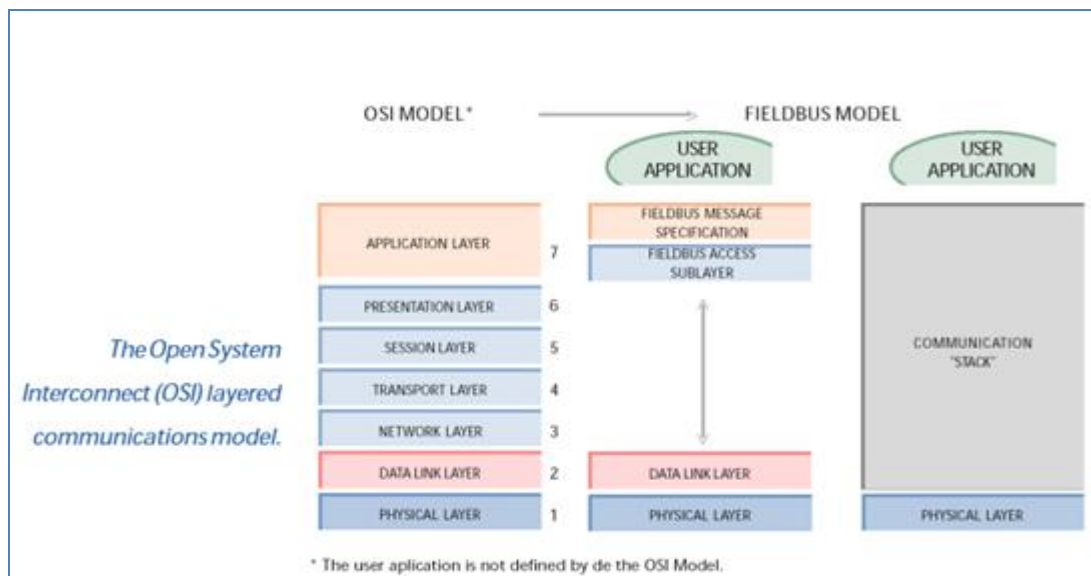 OSI MODEL*
FIELDBUS MODEL
USER
APPLICATION
USER
APPLICATION
The Open System
Interconnect (OSI) layered
communications model.
APPLICATION LAYER
7
PRESENTATION LAYER
6
SESSION LAYER
5
TRANSPORT LAYER
4
NETWORK LAYER
3
DATA LINK LAYER
2
PHYSICAL LAYER
1
FIELDBUS MESSAGE
SPECIFICATION
FIELDBUS ACCESS
SUBLAYER
DATA LINK LAYER
PHYSICAL LAYER
COMMUNICATION
"STACK"
PHYSICAL LAYER
* The user aplication is not defined by de the OSI Model.